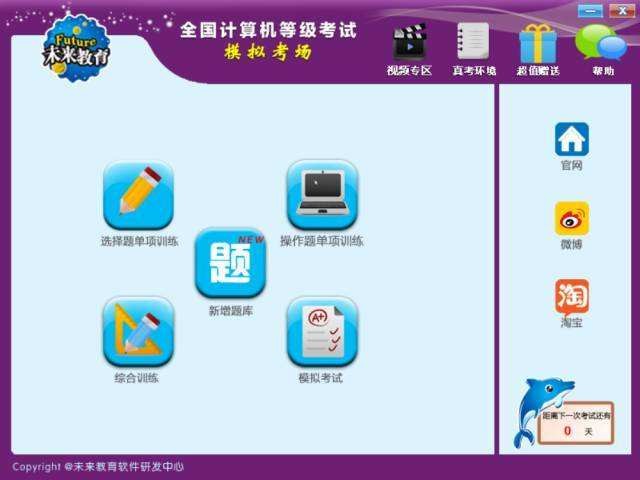 Future
未来教育
全国计算机等级考试
模拟考场
视频专区
真考环境
超值赠送
帮助
选择题单项训练
操作题单项训练
题
NEW
新增题库
综合训练
A+
模拟考试
官网
微博
淘
淘宝
距离下一次考试还有
0 天
Copyright @未来教育软件研发中心